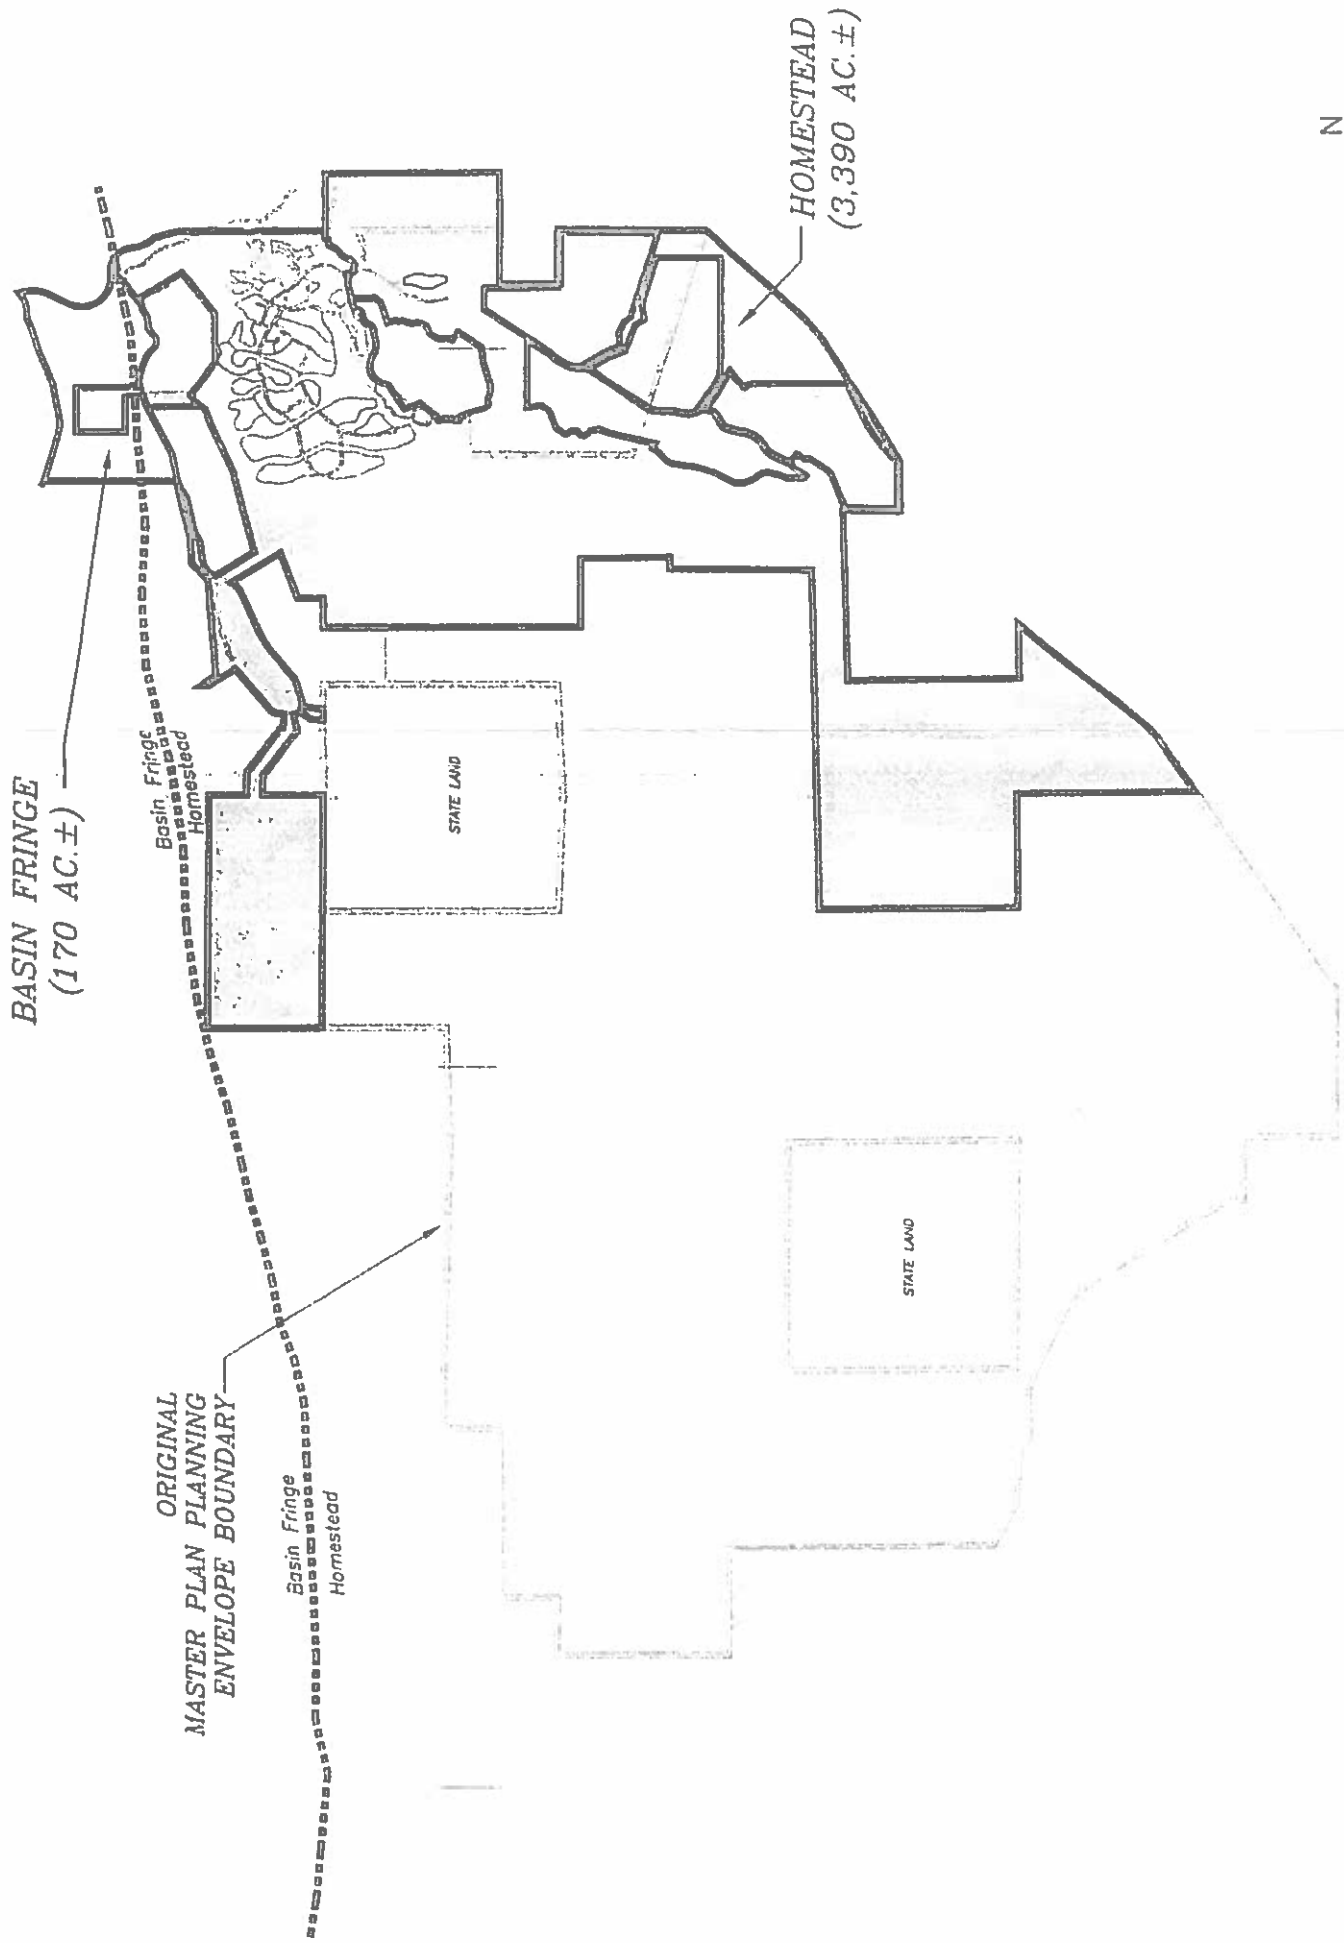 BASIN FRINGE
(170 AC.±)
HOMESTEAD
(3,390 AC.±)
N
Basin Fringe
Homestead
STATE LAND
ORIGINAL
MASTER PLAN PLANNING
ENVELOPE BOUNDARY
Basin Fringe
Homestead
STATE LAND